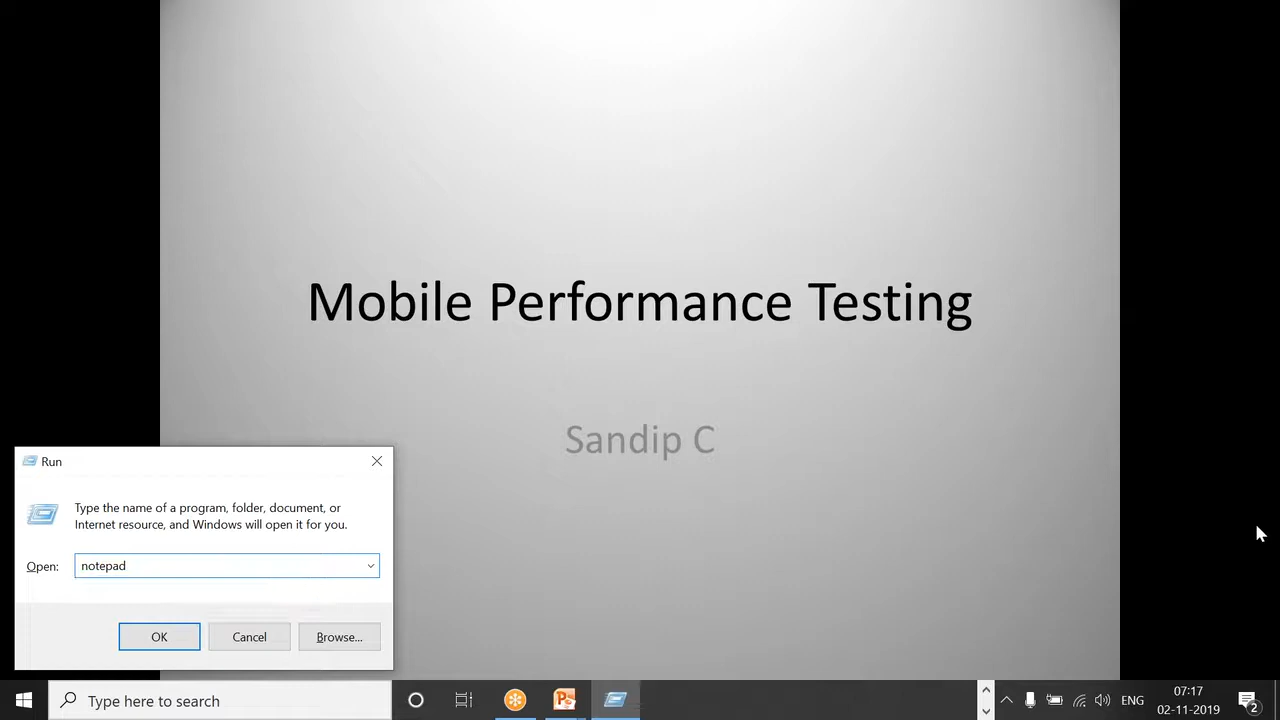 Mobile Performance Testing
Sandip C
Run
Type the name of a program, folder, document, or
Internet resource, and Windows will open it for you.
Open:
notepad
OK
Cancel
Browse...
Type here to search
ENG
07:17
02-11-2019
2